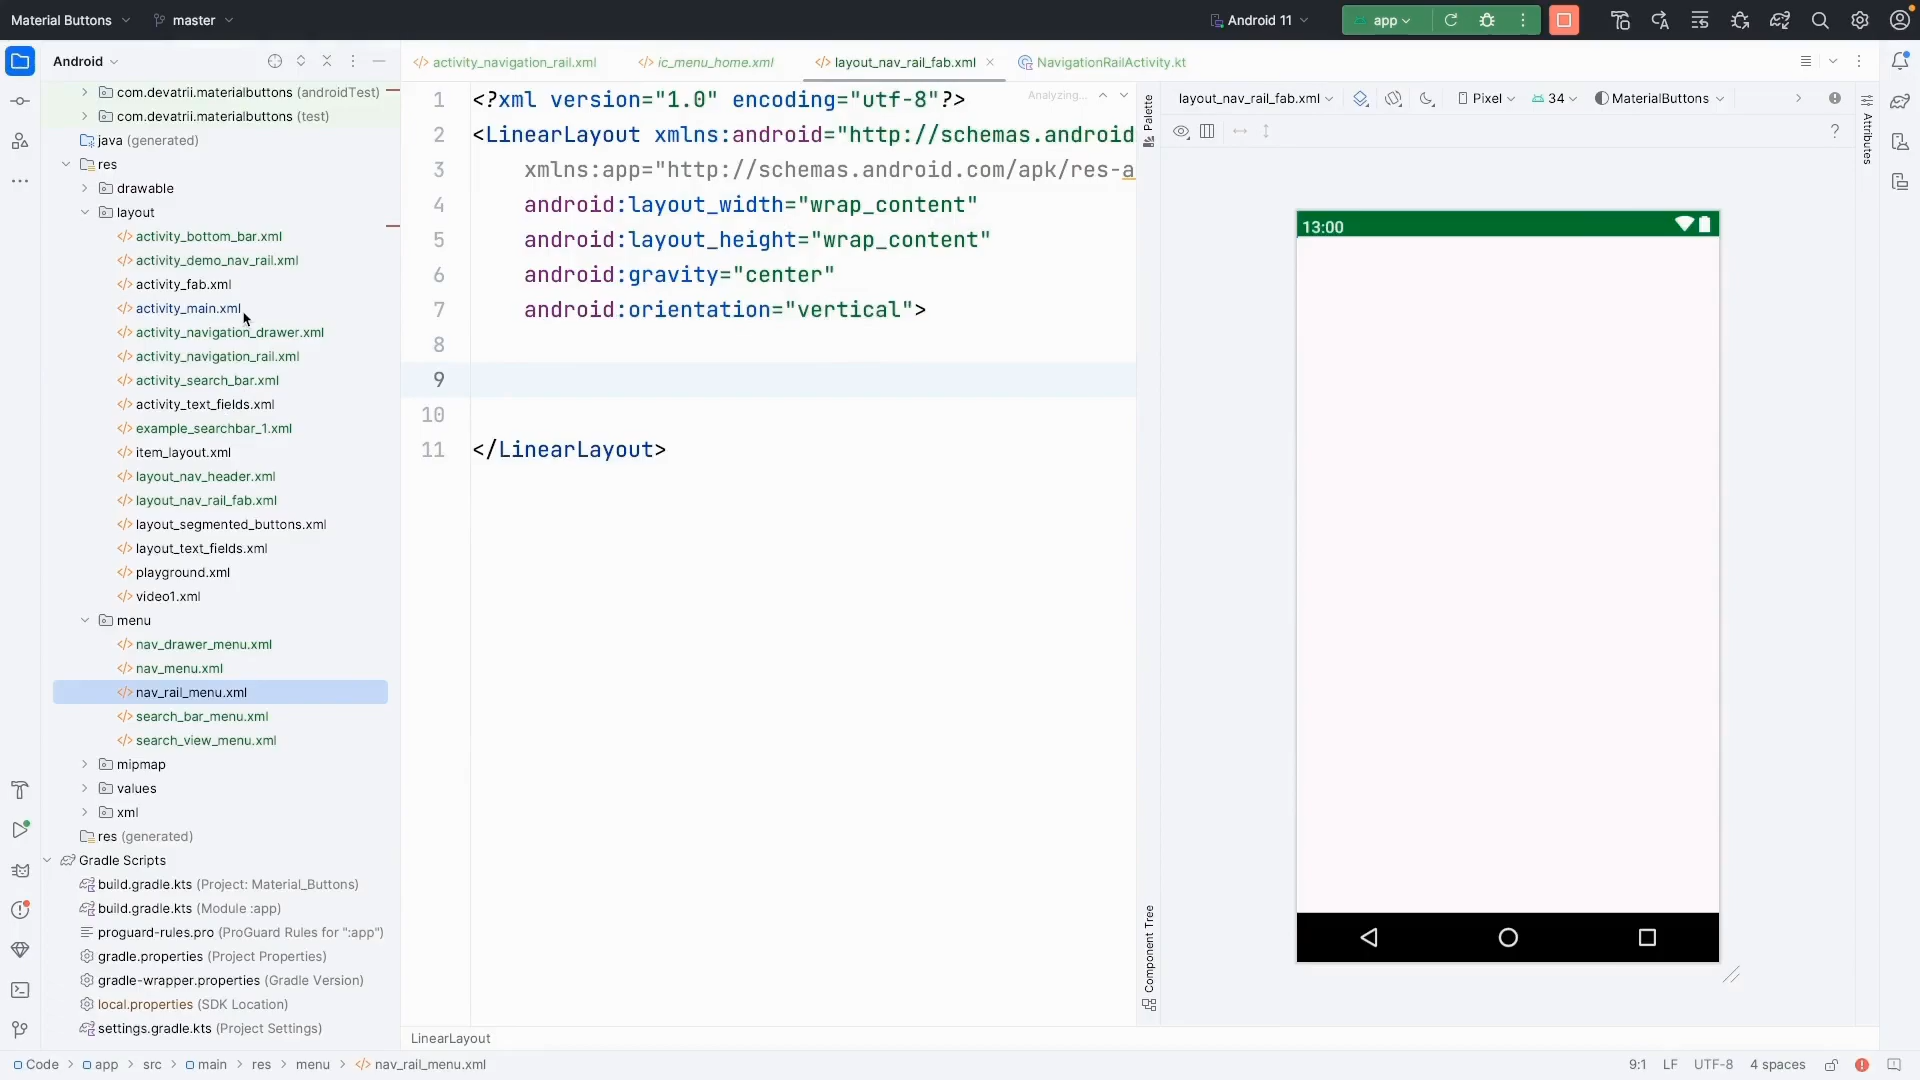 Material Buttons
master
Android 11
app
Android
com.devatrii.materialbuttons (androidTest)
com.devatrii.materialbuttons (test)
java (generated)
res
drawable
layout
activity_bottom_bar.xml
activity_demo_nav_rail.xml
activity_fab.xml
activity_main.xml
activity_navigation_drawer.xml
activity_navigation_rail.xml
activity_search_bar.xml
activity_text_fields.xml
example_searchbar_1.xml
item_layout.xml
layout_nav_header.xml
layout_nav_rail_fab.xml
layout_segmented_buttons.xml
layout_text_fields.xml
playground.xml
video1.xml
menu
nav_drawer_menu.xml
nav_menu.xml
nav_rail_menu.xml
search_bar_menu.xml
search_view_menu.xml
mipmap
values
xml
res (generated)
Gradle Scripts
build.gradle.kts (Project: Material_Buttons)
build.gradle.kts (Module :app)
proguard-rules.pro (ProGuard Rules for ":app")
gradle.properties (Project Properties)
gradle-wrapper.properties (Gradle Version)
local.properties (SDK Location)
settings.gradle.kts (Project Settings)
activity_navigation_rail.xml
ic_menu_home.xml
layout_nav_rail_fab.xml
NavigationRailActivity.kt
Analyzing...
1 <?xml version="1.0" encoding="utf-8"?>
2 <LinearLayout xmlns:android="http://schemas.android
3 xmlns:app="http://schemas.android.com/apk/res-a
4 android:layout_width="wrap_content"
5 android:layout_height="wrap_content"
6 android:gravity="center"
7 android:orientation="vertical">
8
9
10
11 </LinearLayout>
LinearLayout
Palette
Component Tree
layout_nav_rail_fab.xml
Pixel
34
MaterialButtons
?
13:00
Attributes
Code
app
src
main
res
menu
nav_rail_menu.xml
9:1
LF
UTF-8
4 spaces